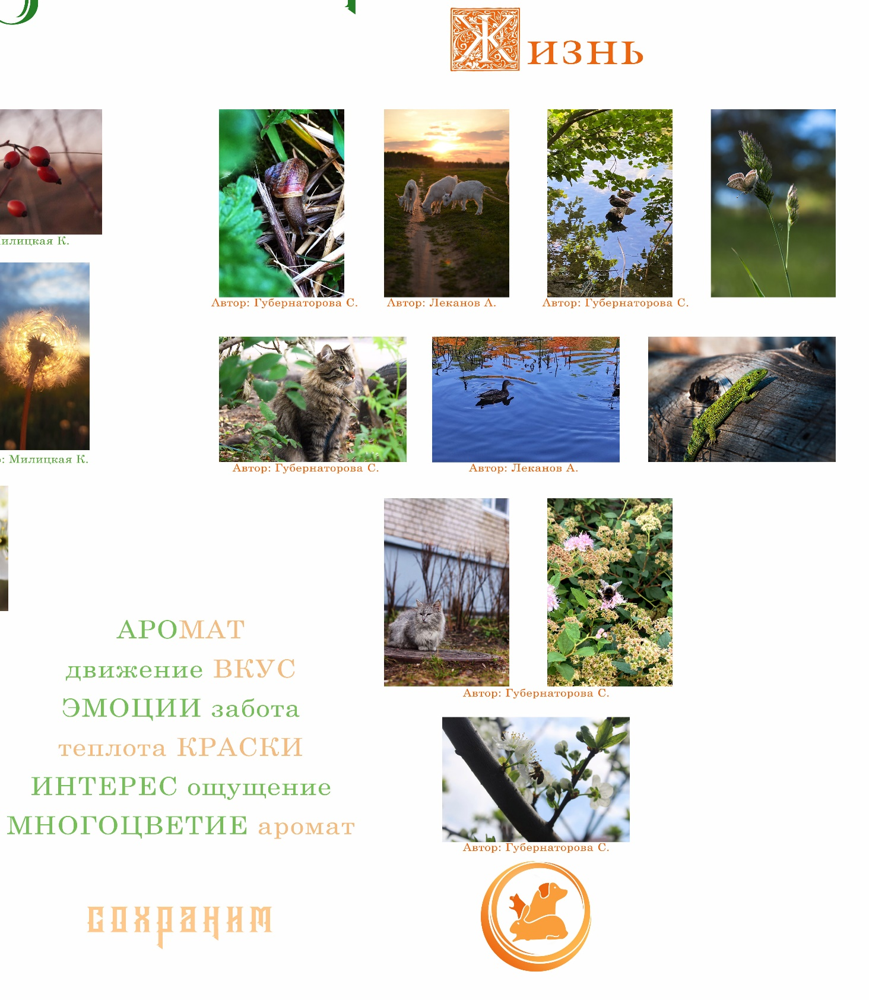 Жизнь
илицкая К.
Автор: Губернаторова С.
Автор: Леканов А.
Автор: Губернаторова С.
: Милицкая К.
Автор: Губернаторова С.
Автор: Леканов А.
АРОМАТ
движение ВКУС
ЭМОЦИИ забота
теплота КРАСКИ
ИНТЕРЕС ощущение
МНОГОЦВЕТИЕ аромат
сохраним
Автор: Губернаторова С.
Автор: Губернаторова С.